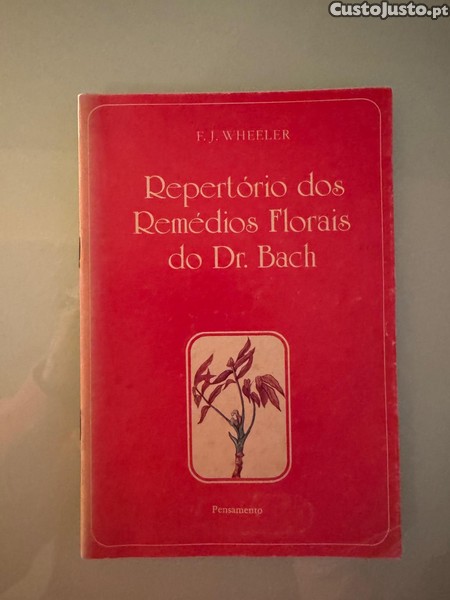 CustoJusto.pt
F. J. WHEELER
Repertório dos
Remédios Florais
do Dr. Bach
Pensamento